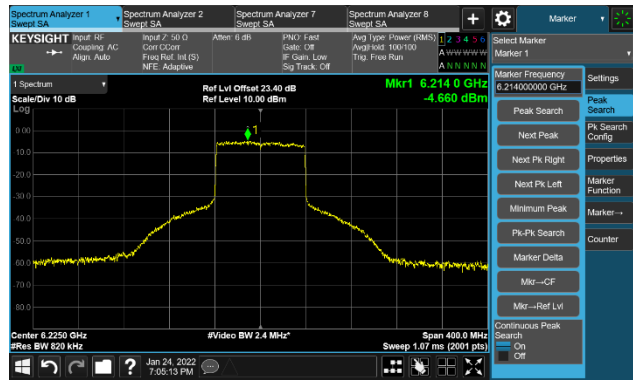 Spectrum Analyzer 1
Swept SA
Spectrum Analyzer 2
Swept SA
Spectrum Analyzer 7
Swept SA
Spectrum Analyzer 8
Swept SA
+
Marker
KEYSIGHT
Input: RF
Coupling: AC
Align: Auto
Input Z: 50 Ω
Corr CCorr
Freq Ref: Int (S)
NFE: Adaptive
Atten: 6 dB
PNO: Fast
Gate: Off
IF Gain: Low
Sig Track: Off
Avg Type: Power (RMS)
Avg|Hold: 100/100
Trig: Free Run
1 2 3 4 5 6
A W W W W W
A N N N N N
LW
Select Marker
Marker 1
1 Spectrum
Scale/Div 10 dB
Log
Ref Lvl Offset 23.40 dB
Ref Level 10.00 dBm
Mkr1 6.214 0 GHz
-4.660 dBm
1
0.00
-10.0
-20.0
-30.0
-40.0
-50.0
-60.0
-70.0
-80.0
Center 6.2250 GHz
#Res BW 820 kHz
#Video BW 2.4 MHz*
Span 400.0 MHz
Sweep 1.07 ms (2001 pts)
Marker Frequency
6.214000000 GHz
Peak Search
Next Peak
Next Pk Right
Next Pk Left
Minimum Peak
Pk-Pk Search
Marker Delta
Mkr→CF
Mkr→Ref Lvl
Continuous Peak
Search
On
Off
Settings
Peak
Search
Pk Search
Config
Properties
Marker
Function
Marker→
Counter
?
Jan 24, 2022
7:05:13 PM